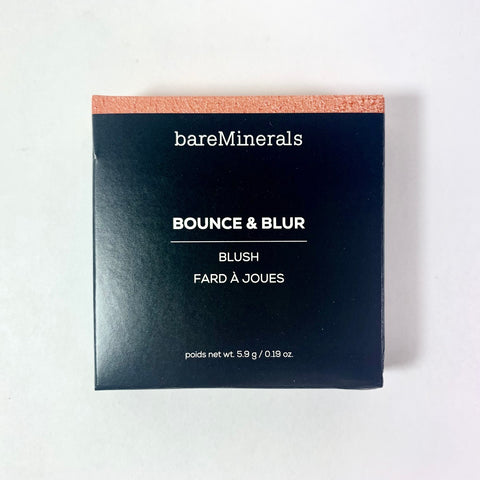 bareMinerals
BOUNCE & BLUR
BLUSH
FARD À JOUES
poids net wt. 5.9 g / 0.19 oz.